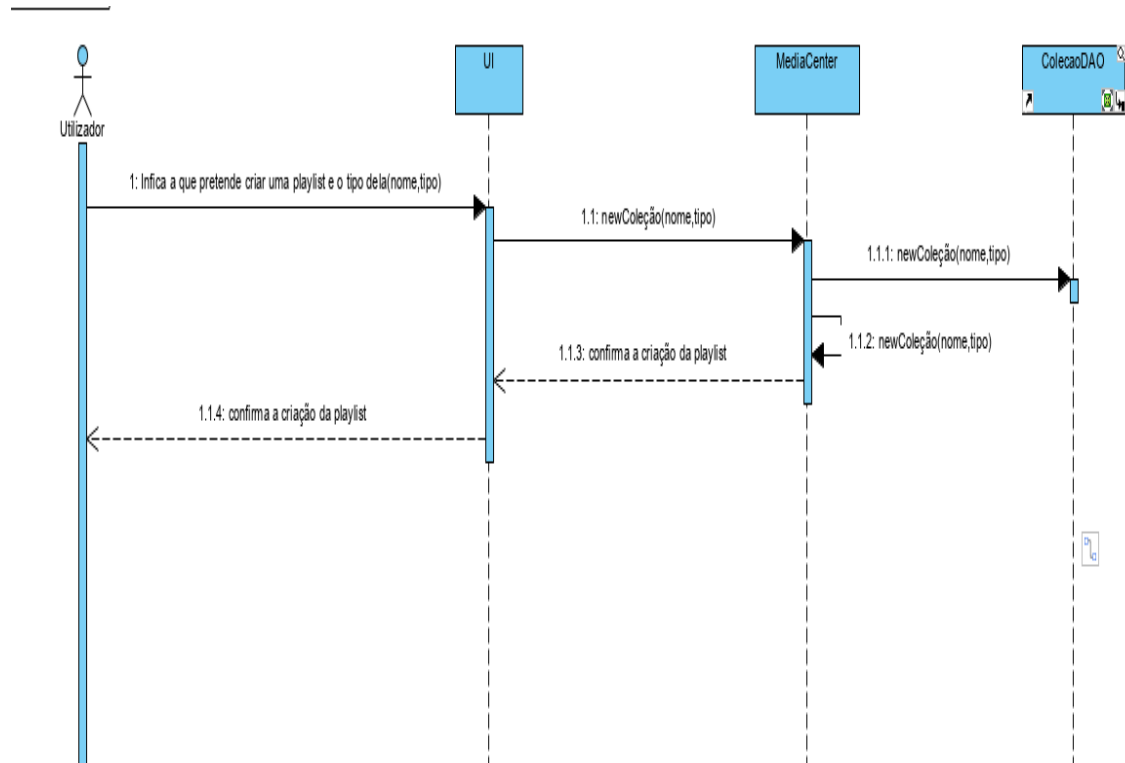 UI
MediaCenter
ColecaoDAO
Utilizador
1: Infica a que pretende criar uma playlist e o tipo dela(nome,tipo)
1.1: newColeção(nome,tipo)
1.1.1: newColeção(nome,tipo)
1.1.2: newColeção(nome,tipo)
1.1.3: confirma a criação da playlist
1.1.4: confirma a criação da playlist